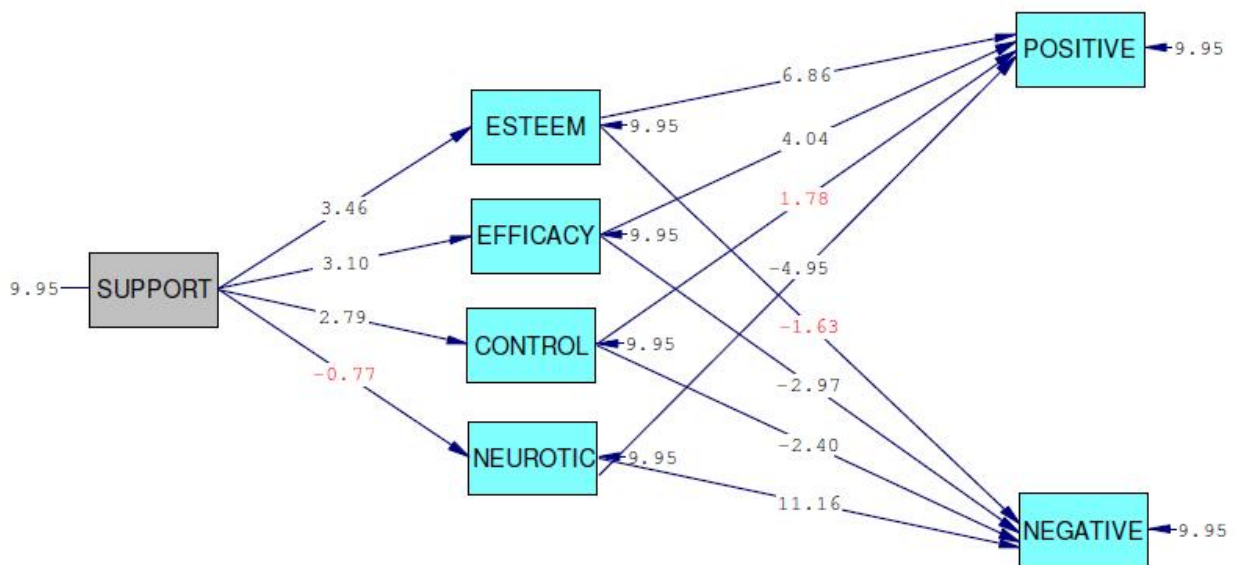 POSITIVE
9.95
6.86
ESTEEM
9.95
4.04
1.78
3.46
EFFICACY
9.95
3.10
-4.95
9.95
SUPPORT
2.79
-1.63
CONTROL
9.95
-0.77
-2.97
-2.40
NEUROTIC
9.95
11.16
NEGATIVE
9.95